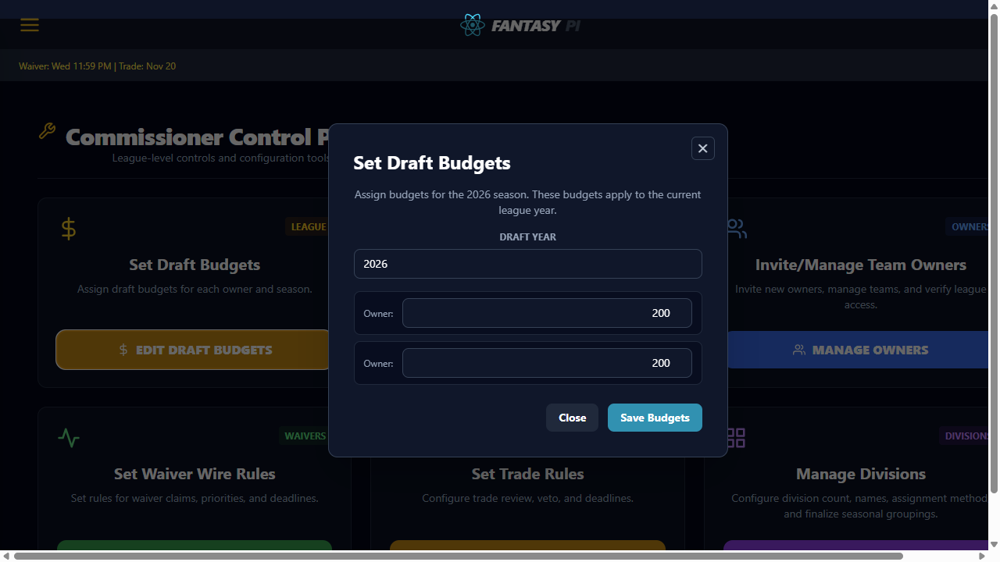 FANTASY PI
Waiver: Wed 11:59 PM | Trade: Nov 20
Commissioner Control P
League-level controls and configuration tools
LEAGUE
Set Draft Budgets
Assign draft budgets for each owner and season.
$ EDIT DRAFT BUDGETS
OWNERS
Invite/Manage Team Owners
Invite new owners, manage teams, and verify league
access.
MANAGE OWNERS
Set Draft Budgets
Assign budgets for the 2026 season. These budgets apply to the current
league year.
DRAFT YEAR
2026
Owner: 200
Owner: 200
Close Save Budgets
WAIVERS
Set Waiver Wire Rules
Set rules for waiver claims, priorities, and deadlines.
Set Trade Rules
Configure trade review, veto, and deadlines.
DIVISIONS
Manage Divisions
Configure division count, names, assignment method
and finalize seasonal groupings.